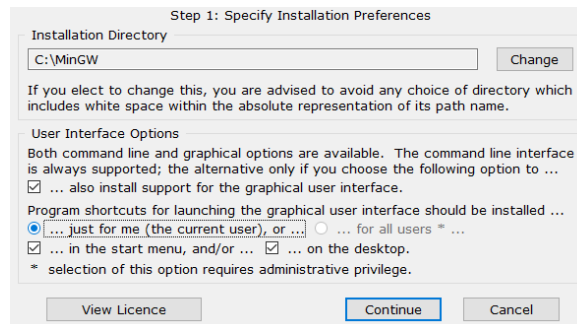 Step 1: Specify Installation Preferences
Installation Directory
C:\MinGW
Change
If you elect to change this, you are advised to avoid any choice of directory which
includes white space within the absolute representation of its path name.
User Interface Options
Both command line and graphical options are available.  The command line interface
is always supported; the alternative only if you choose the following option to ...
... also install support for the graphical user interface.
Program shortcuts for launching the graphical user interface should be installed ...
... just for me (the current user), or ... ... for all users * ...
... in the start menu, and/or ... ... on the desktop.
* selection of this option requires administrative privilege.
View Licence Continue Cancel